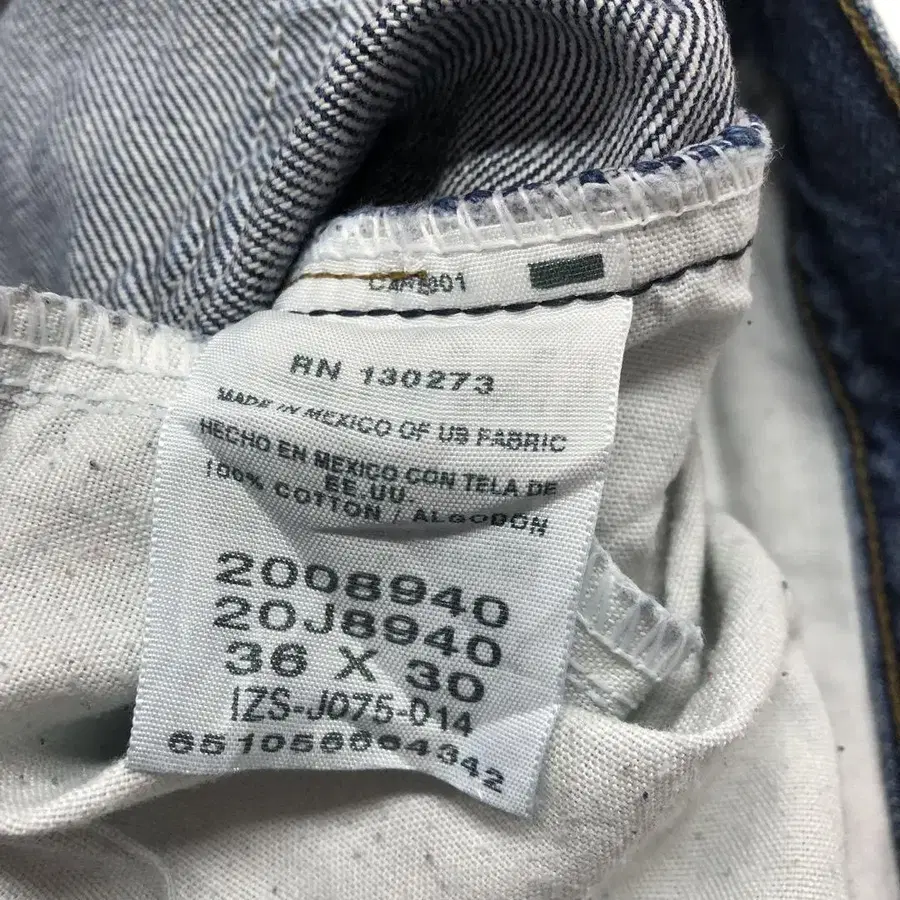 RN 130273
MADE IN MEXICO OF US FABRIC
HECHO EN MEXICO CON TELA DE
EE.UU.
100% COTTON / ALGODON
2008940
20J8940
36 X 30
IZS-J075-D14